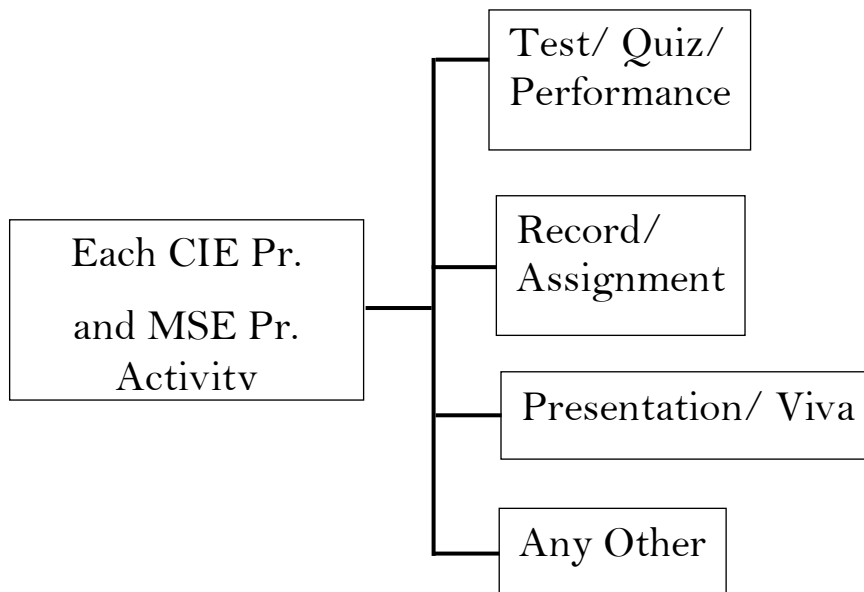 Each CIE Pr.
and MSE Pr.
Activity
Test/ Quiz/
Performance
Record/
Assignment
Presentation/ Viva
Any Other